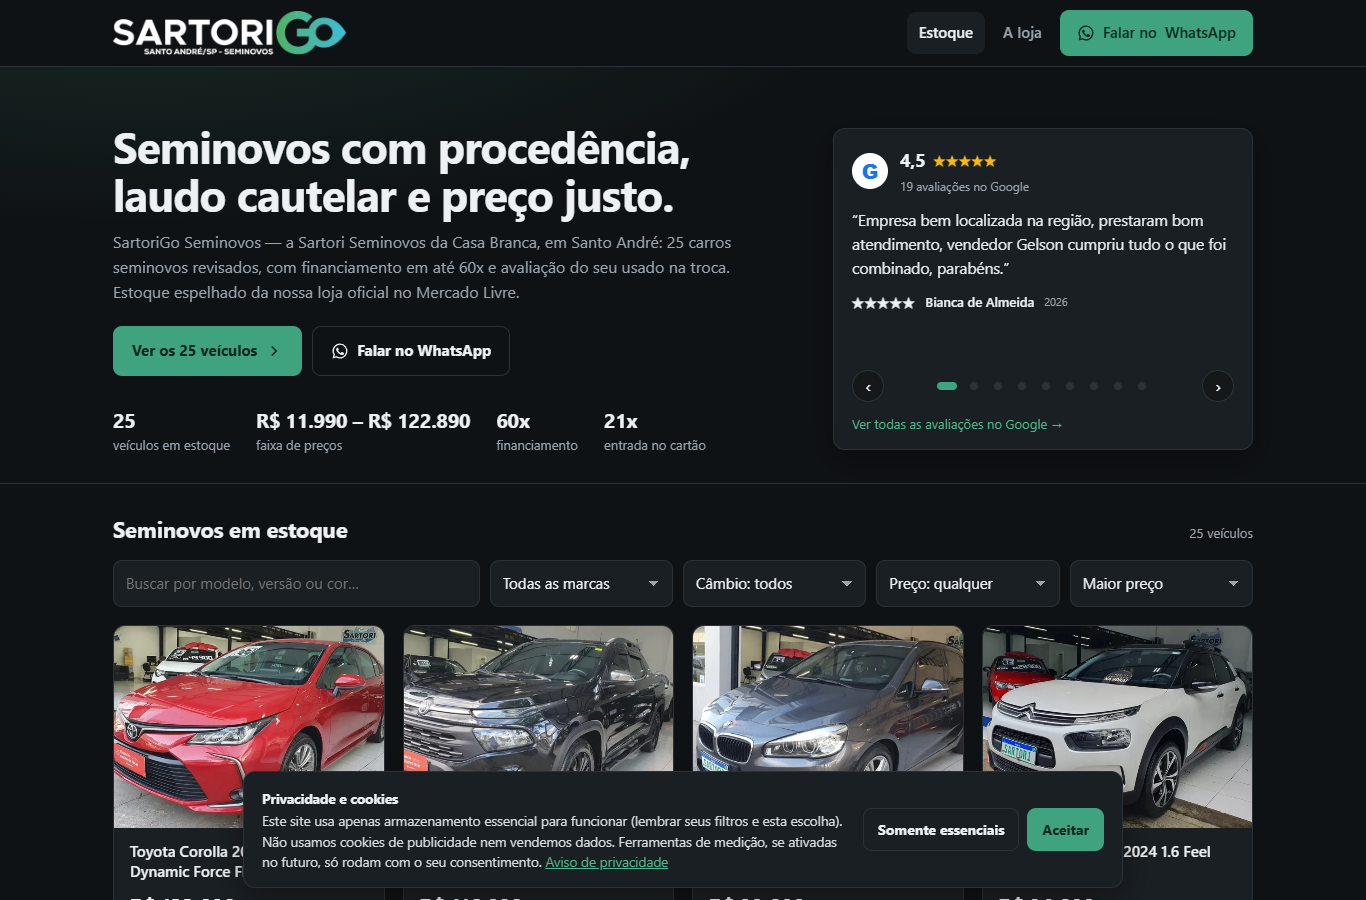 SARTORIGO
SANTO ANDRÉ/SP - SEMINOVOS
Estoque
A loja
Falar no WhatsApp
Seminovos com procedência,
laudo cautelar e preço justo.
SartoriGo Seminovos — a Sartori Seminovos da Casa Branca, em Santo André: 25 carros
seminovos revisados, com financiamento em até 60x e avaliação do seu usado na troca.
Estoque espelhado da nossa loja oficial no Mercado Livre.
Ver os 25 veículos
Falar no WhatsApp
25
veículos em estoque
R$ 11.990 – R$ 122.890
faixa de preços
60x
financiamento
21x
entrada no cartão
G
4,5 ★★★★★
19 avaliações no Google
“Empresa bem localizada na região, prestaram bom
atendimento, vendedor Gelson cumpriu tudo o que foi
combinado, parabéns.”
★★★★★ Bianca de Almeida 2026
‹
›
Ver todas as avaliações no Google →
Seminovos em estoque
25 veículos
Buscar por modelo, versão ou cor...
Todas as marcas
Câmbio: todos
Preço: qualquer
Maior preço
SARTORI
SARTORI
Toyota Corolla
Dynamic Force
2024 1.6 Feel
Privacidade e cookies
Este site usa apenas armazenamento essencial para funcionar (lembrar seus filtros e esta escolha).
Não usamos cookies de publicidade nem vendemos dados. Ferramentas de medição, se ativadas
no futuro, só rodam com o seu consentimento. Aviso de privacidade
Somente essenciais
Aceitar